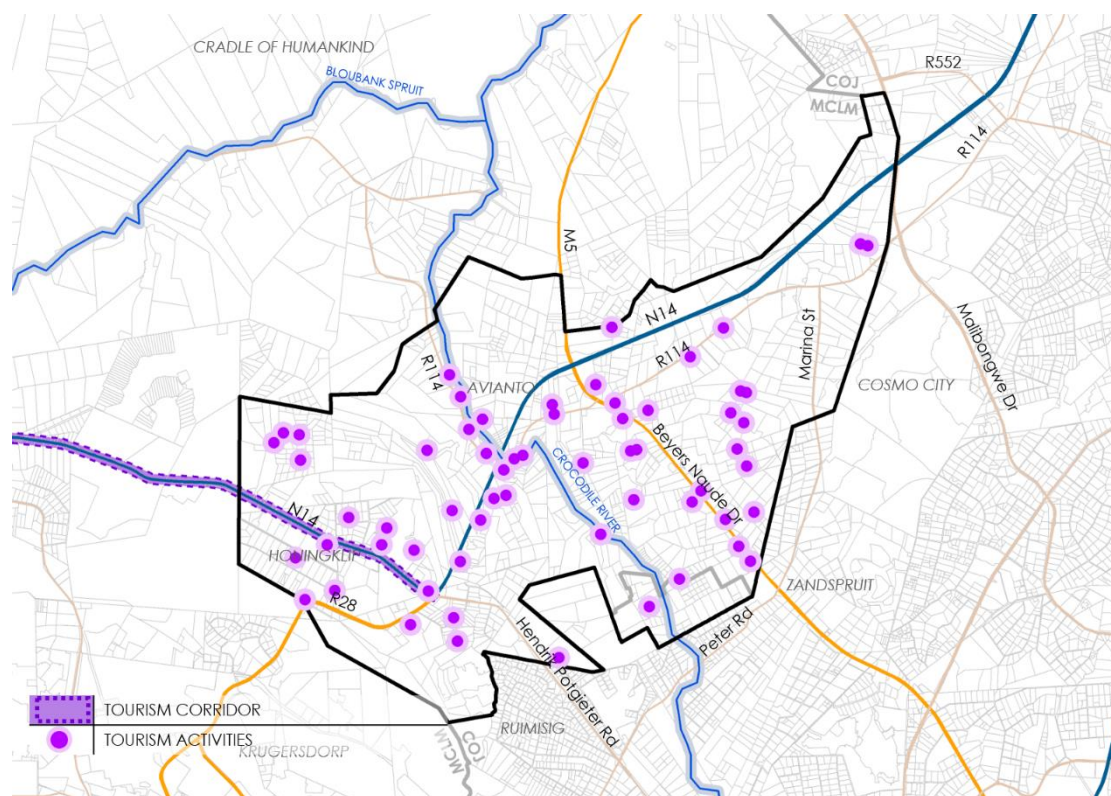 CRADLE OF HUMANKIND
BLOUBANK SPRUIT
R552
COJ
MCLM
R114
M5
N14
R114
Marina St
Malibongwe Dr
R114
AVIANTO
COSMO CITY
Beyers Naude Dr
CROCODILE RIVER
N14
HONINGKLIP
R28
ZANDSPRUIT
Peter Rd
Hendrik Potgieter Rd
RUIMISIG
KRUGERSDORP
COJ
MCLM
TOURISM CORRIDOR
TOURISM ACTIVITIES